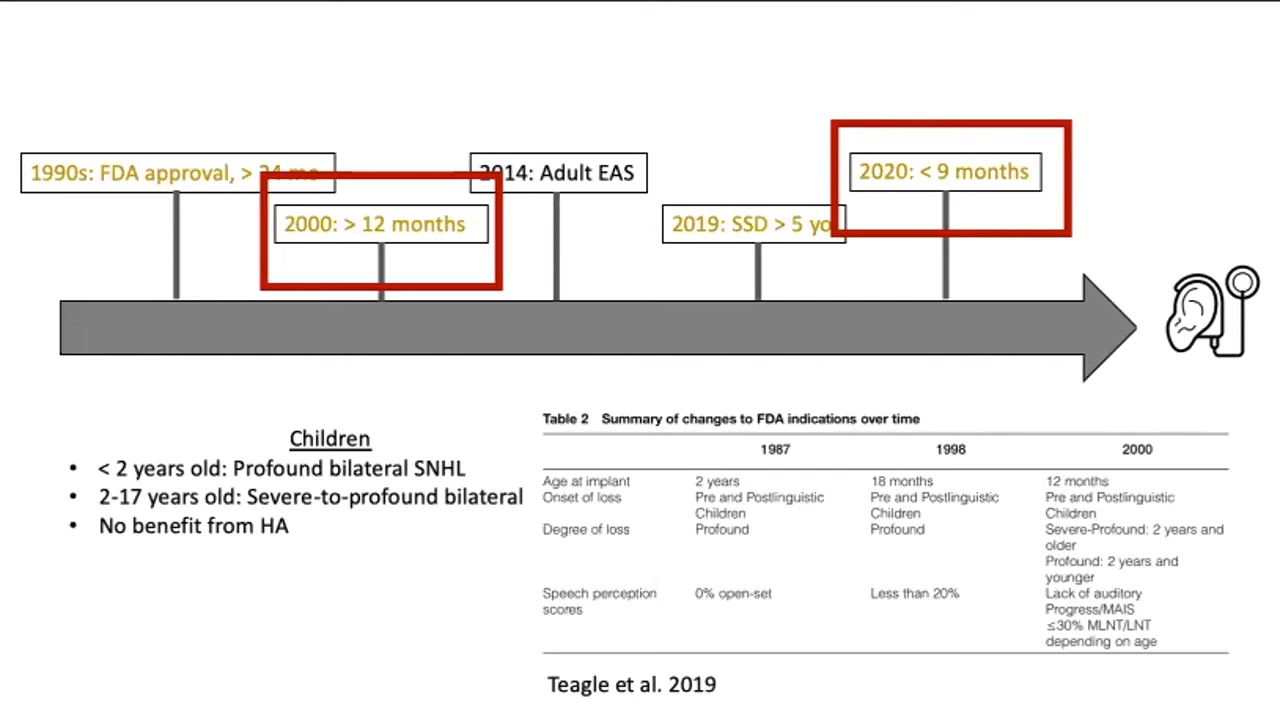 1990s: FDA approval, > 24 mo
2014: Adult EAS
2020: < 9 months
2000: > 12 months
2019: SSD > 5 yo
Children
• < 2 years old: Profound bilateral SNHL
• 2-17 years old: Severe-to-profound bilateral
• No benefit from HA
Table 2 Summary of changes to FDA indications over time
1987 1998 2000
Age at implant 2 years 18 months 12 months
Onset of loss Pre and Postlinguistic Pre and Postlinguistic Pre and Postlinguistic
Children Children Children
Degree of loss Profound Profound Severe-Profound: 2 years and
older
Profound: 2 years and
younger
Speech perception 0% open-set Less than 20% Lack of auditory
scores Progress/MAIS
≤30% MLNT/LNT
depending on age
Teagle et al. 2019